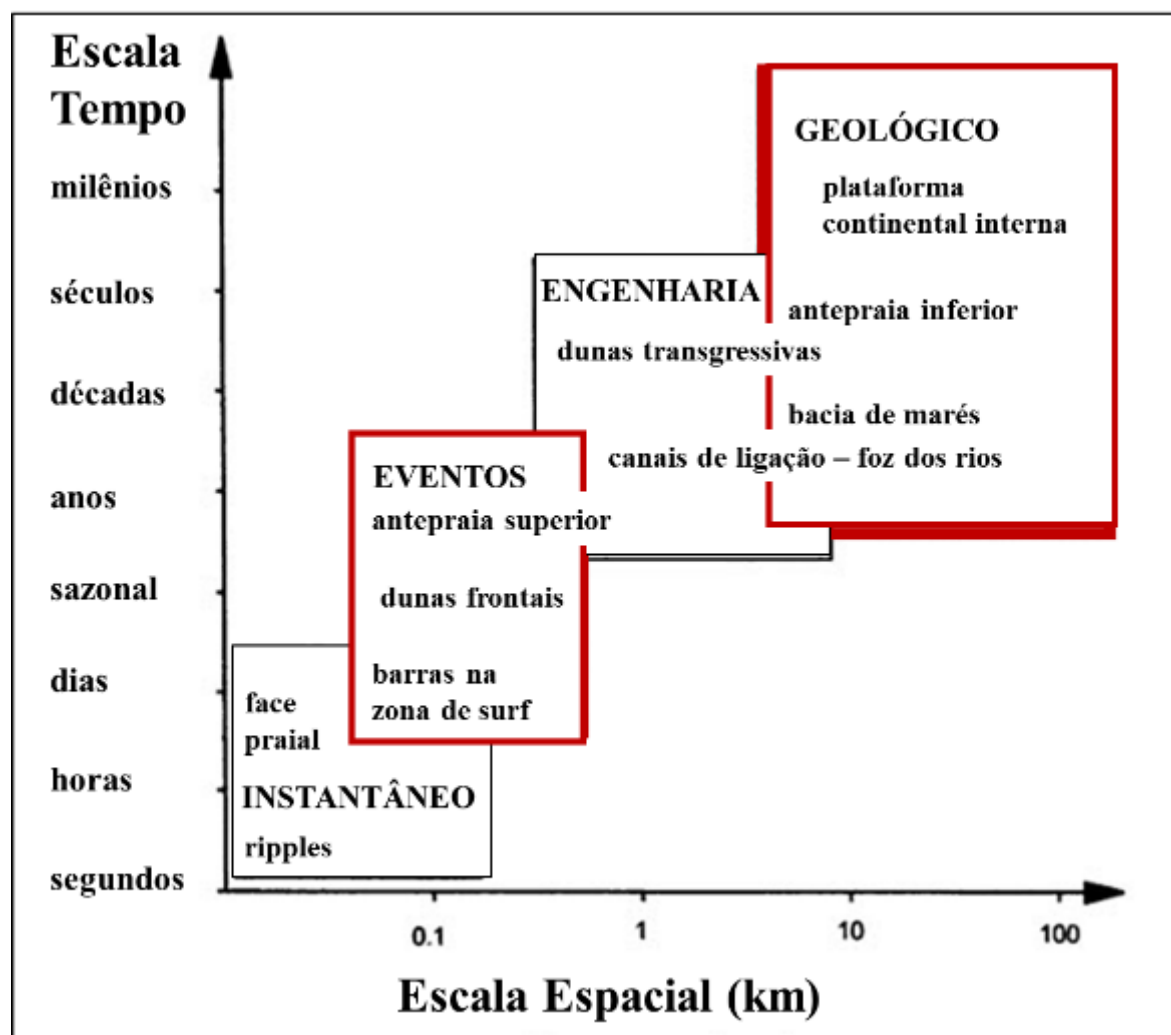 Escala
Tempo
milênios
séculos
décadas
anos
sazonal
dias
horas
segundos
GEOLÓGICO
plataforma
continental interna
antepraia inferior
bacia de marés
ENGENHARIA
dunas transgressivas
canais de ligação – foz dos rios
EVENTOS
antepraia superior
dunas frontais
barras na
zona de surf
face
praial
INSTANTÂNEO
ripples
0.1
1
10
100
Escala Espacial (km)